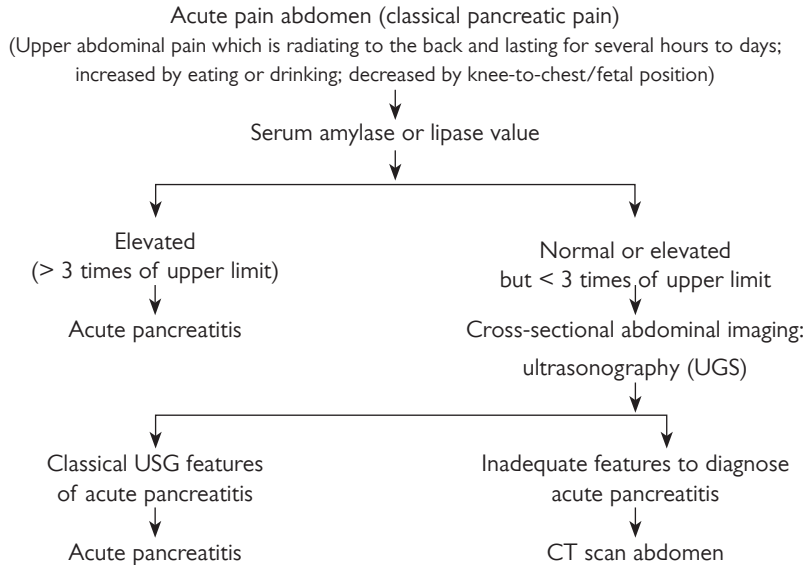 Acute pain abdomen (classical pancreatic pain)
(Upper abdominal pain which is radiating to the back and lasting for several hours to days;
increased by eating or drinking; decreased by knee-to-chest/fetal position)
Serum amylase or lipase value
Elevated
(> 3 times of upper limit)
Acute pancreatitis
Normal or elevated
but < 3 times of upper limit
Cross-sectional abdominal imaging:
ultrasonography (UGS)
Classical USG features
of acute pancreatitis
Acute pancreatitis
Inadequate features to diagnose
acute pancreatitis
CT scan abdomen